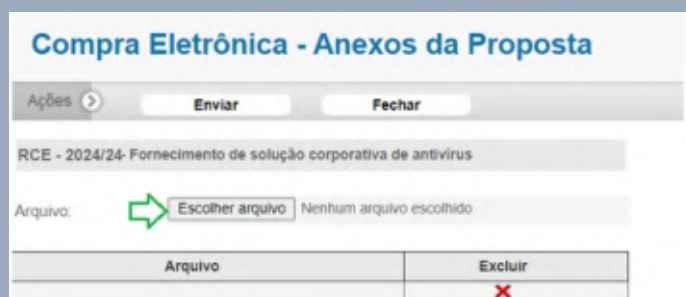 Compra Eletrônica - Anexos da Proposta
Ações Enviar Fechar
RCE - 2024/24- Fornecimento de solução corporativa de antivírus
Arquivo: Escolher arquivo Nenhum arquivo escolhido
Arquivo Excluir